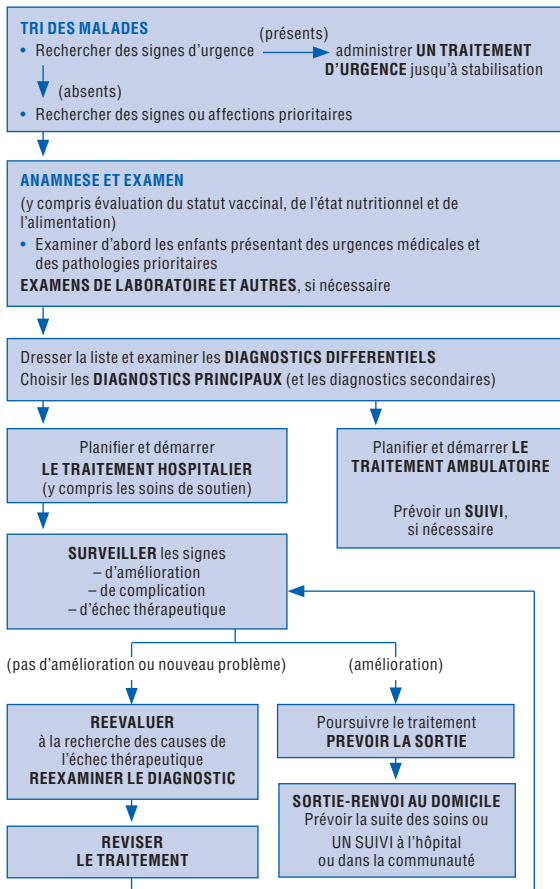 TRI DES MALADES
• Rechercher des signes d'urgence (présents) administrer UN TRAITEMENT
D'URGENCE jusqu'à stabilisation
(absents)
• Rechercher des signes ou affections prioritaires
ANAMNESE ET EXAMEN
(y compris évaluation du statut vaccinal, de l'état nutritionnel et de
l'alimentation)
• Examiner d'abord les enfants présentant des urgences médicales et
des pathologies prioritaires
EXAMENS DE LABORATOIRE ET AUTRES, si nécessaire
Dresser la liste et examiner les DIAGNOSTICS DIFFERENTIELS
Choisir les DIAGNOSTICS PRINCIPAUX (et les diagnostics secondaires)
Planifier et démarrer
LE TRAITEMENT HOSPITALIER
(y compris les soins de soutien)
Planifier et démarrer LE
TRAITEMENT AMBULATOIRE
Prévoir un SUIVI,
si nécessaire
SURVEILLER les signes
– d'amélioration
– de complication
– d'échec thérapeutique
(pas d'amélioration ou nouveau problème)
(amélioration)
REEVALUER
à la recherche des causes de
l'échec thérapeutique
REEXAMINER LE DIAGNOSTIC
Poursuivre le traitement
PREVOIR LA SORTIE
REVISER
LE TRAITEMENT
SORTIE-RENVOI AU DOMICILE
Prévoir la suite des soins ou
UN SUIVI à l'hôpital
ou dans la communauté